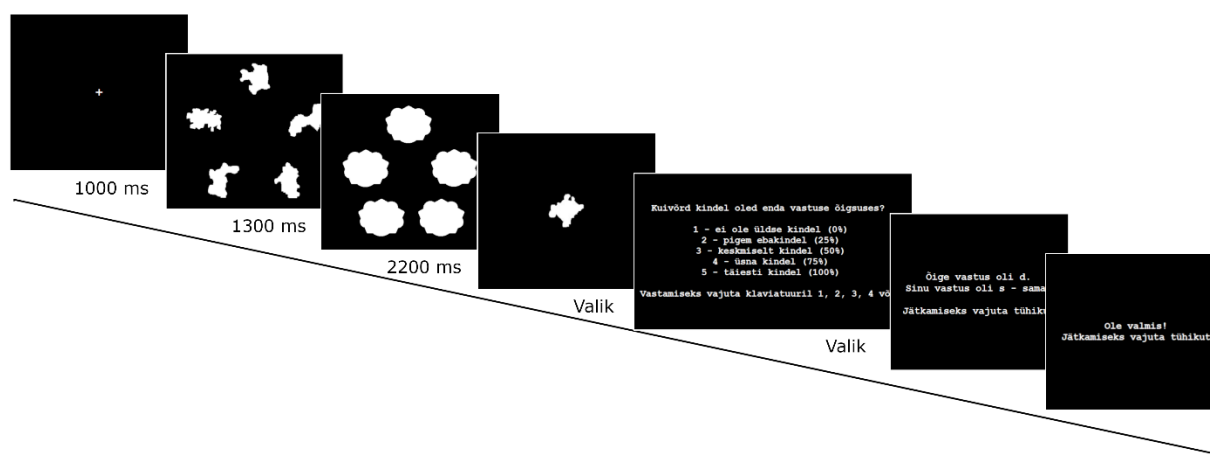 +
1000 ms
1300 ms
2200 ms
Valik
Kuivõrd kindel oled enda vastuse õigsuses?
1 - ei ole üldse kindel (0%)
2 - pigem ebakindel (25%)
3 - keskmiselt kindel (50%)
4 - üsna kindel (75%)
5 - täiesti kindel (100%)
Vastamiseks vajuta klaviatuuril 1, 2, 3, 4 võ
Valik
Õige vastus oli d.
Sinu vastus oli s - sama
Jätkamiseks vajuta tühiku
Ole valmis!
Jätkamiseks vajuta tühikut